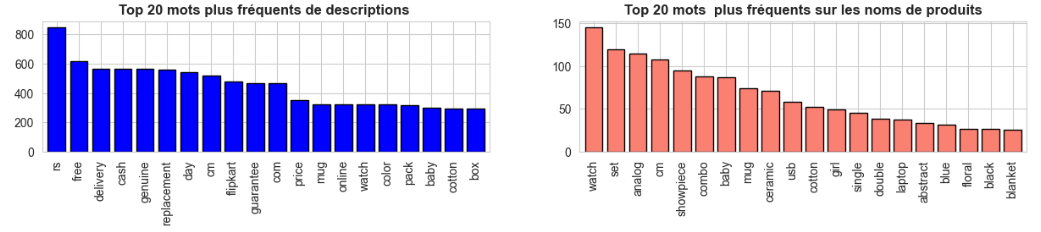 Top 20 mots plus fréquents de descriptions
800
600
400
200
0
rs
free
delivery
cash
genuine
replacement
day
cm
flipkart
guarantee
com
price
mug
online
watch
color
pack
baby
cotton
box
Top 20 mots  plus fréquents sur les noms de produits
150
100
50
0
watch
set
analog
cm
showpiece
combo
baby
mug
ceramic
usb
cotton
girl
single
double
laptop
abstract
blue
floral
black
blanket